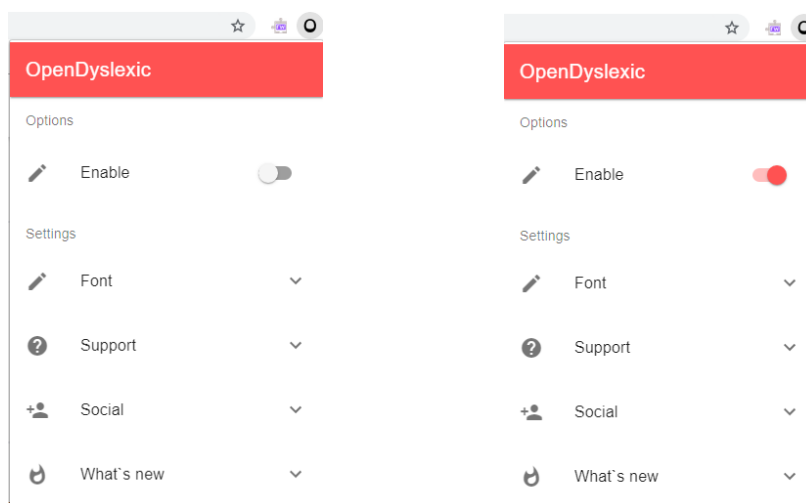 OpenDyslexic
Options
Enable
Settings
Font
Support
Social
What`s new
OpenDyslexic
Options
Enable
Settings
Font
Support
Social
What`s new